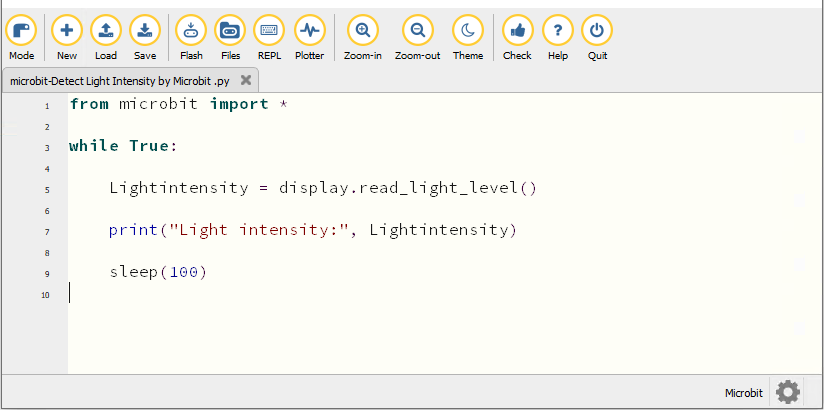 Mode New Load Save Flash Files REPL Plotter Zoom-in Zoom-out Theme Check Help Quit
microbit-Detect Light Intensity by Microbit .py
1 from microbit import *
2
3 while True:
4
5 Lightintensity = display.read_light_level()
6
7 print("Light intensity:", Lightintensity)
8
9 sleep(100)
10
Microbit